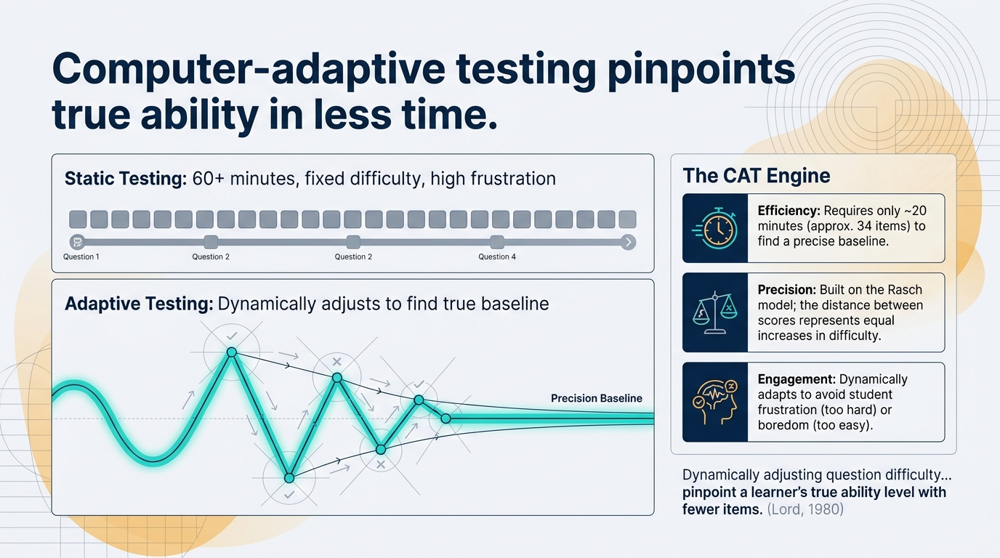 Computer-adaptive testing pinpoints
true ability in less time.
Static Testing: 60+ minutes, fixed difficulty, high frustration
Question 1
Question 2
Question 2
Question 4
Adaptive Testing: Dynamically adjusts to find true baseline
Precision Baseline
The CAT Engine
Efficiency: Requires only ~20
minutes (approx. 34 items) to
find a precise baseline.
Precision: Built on the Rasch
model; the distance between
scores represents equal
increases in difficulty.
Engagement: Dynamically
adapts to avoid student
frustration (too hard) or
boredom (too easy).
Dynamically adjusting question difficulty...
pinpoint a learner's true ability level with
fewer items. (Lord, 1980)